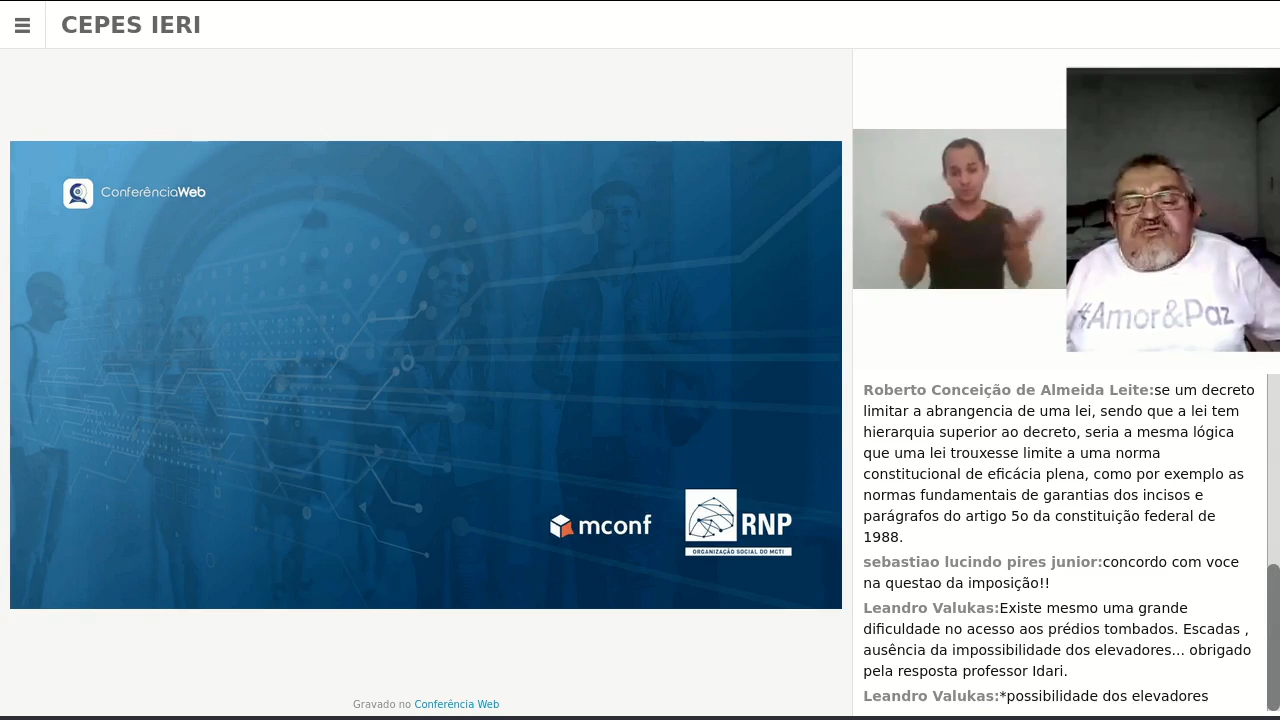 CEPES IERI
ConferênciaWeb
mconf
RNP
ORGANIZAÇÃO SOCIAL DO MCTI
Gravado no Conferência Web
#Amor&Paz
Roberto Conceição de Almeida Leite:se um decreto
limitar a abrangencia de uma lei, sendo que a lei tem
hierarquia superior ao decreto, seria a mesma lógica
que uma lei trouxesse limite a uma norma
constitucional de eficácia plena, como por exemplo as
normas fundamentais de garantias dos incisos e
parágrafos do artigo 5o da constituição federal de
1988.
sebastiao lucindo pires junior:concordo com voce
na questao da imposição!!
Leandro Valukas:Existe mesmo uma grande
dificuldade no acesso aos prédios tombados. Escadas ,
ausência da impossibilidade dos elevadores... obrigado
pela resposta professor Idari.
Leandro Valukas:*possibilidade dos elevadores